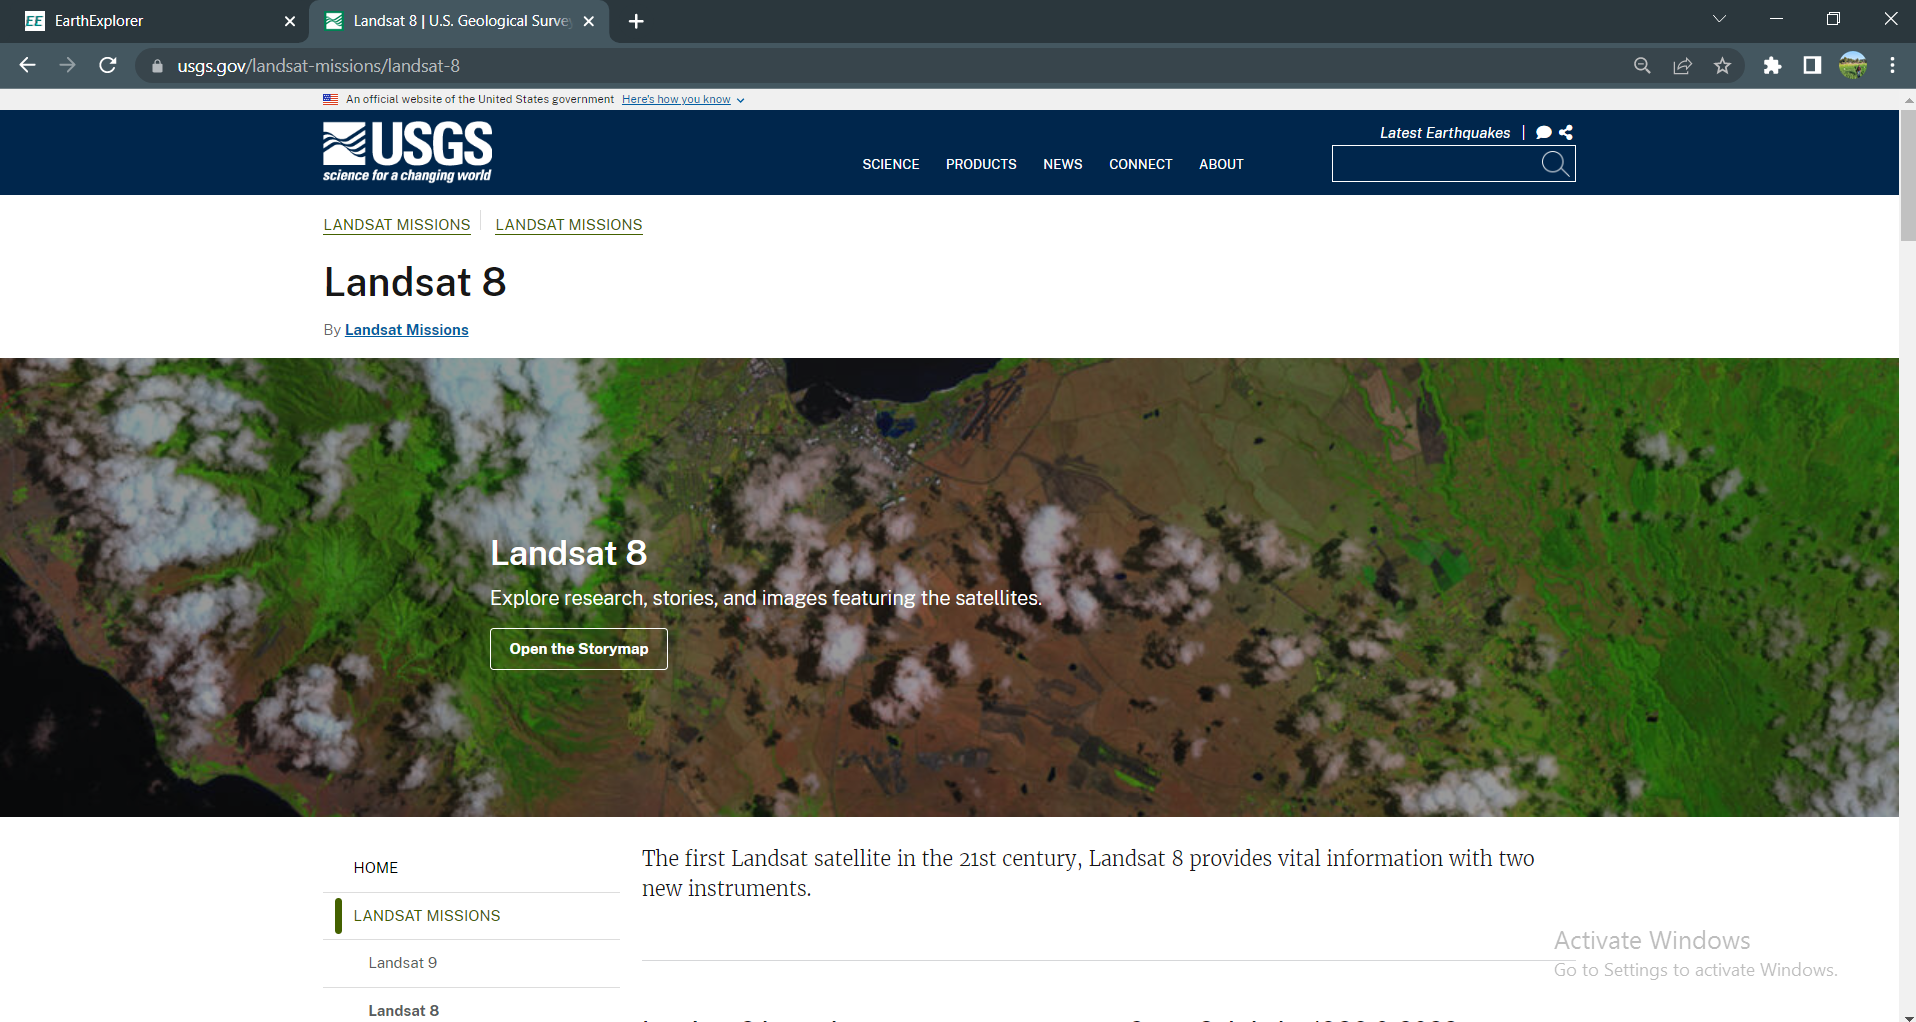 EarthExplorer
Landsat 8 | U.S. Geological Surve
usgs.gov/landsat-missions/landsat-8
An official website of the United States government Here's how you know
USGS
science for a changing world
SCIENCE PRODUCTS NEWS CONNECT ABOUT
Latest Earthquakes |
LANDSAT MISSIONS LANDSAT MISSIONS
Landsat 8
By Landsat Missions
Landsat 8
Explore research, stories, and images featuring the satellites.
Open the Storymap
HOME
LANDSAT MISSIONS
Landsat 9
Landsat 8
The first Landsat satellite in the 21st century, Landsat 8 provides vital information with two
new instruments.
Activate Windows
Go to Settings to activate Windows.